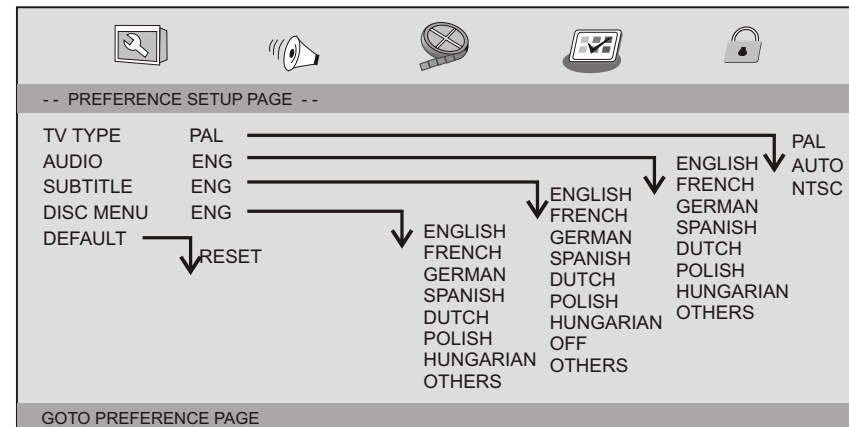 -- PREFERENCE SETUP PAGE --
TV TYPE PAL
AUDIO ENG
SUBTITLE ENG
DISC MENU ENG
DEFAULT
RESET
ENGLISH
FRENCH
GERMAN
SPANISH
DUTCH
POLISH
HUNGARIAN
OTHERS
ENGLISH
FRENCH
GERMAN
SPANISH
DUTCH
POLISH
HUNGARIAN
OFF
OTHERS
ENGLISH
FRENCH
GERMAN
SPANISH
DUTCH
POLISH
HUNGARIAN
OTHERS
PAL
AUTO
NTSC
GOTO PREFERENCE PAGE